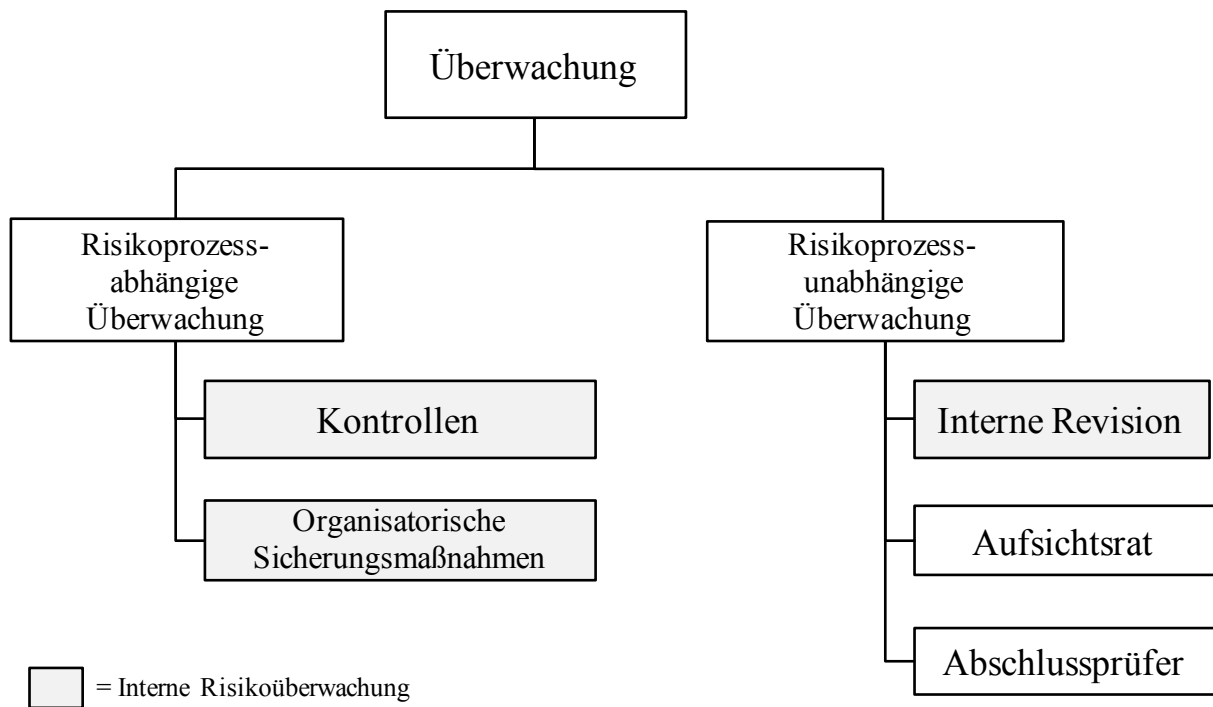 Überwachung
Risikoprozess-
abhängige
Überwachung
Risikoprozess-
unabhängige
Überwachung
Kontrollen
Interne Revision
Organisatorische
Sicherungsmaßnahmen
Aufsichtsrat
Abschlussprüfer
= Interne Risikoüberwachung